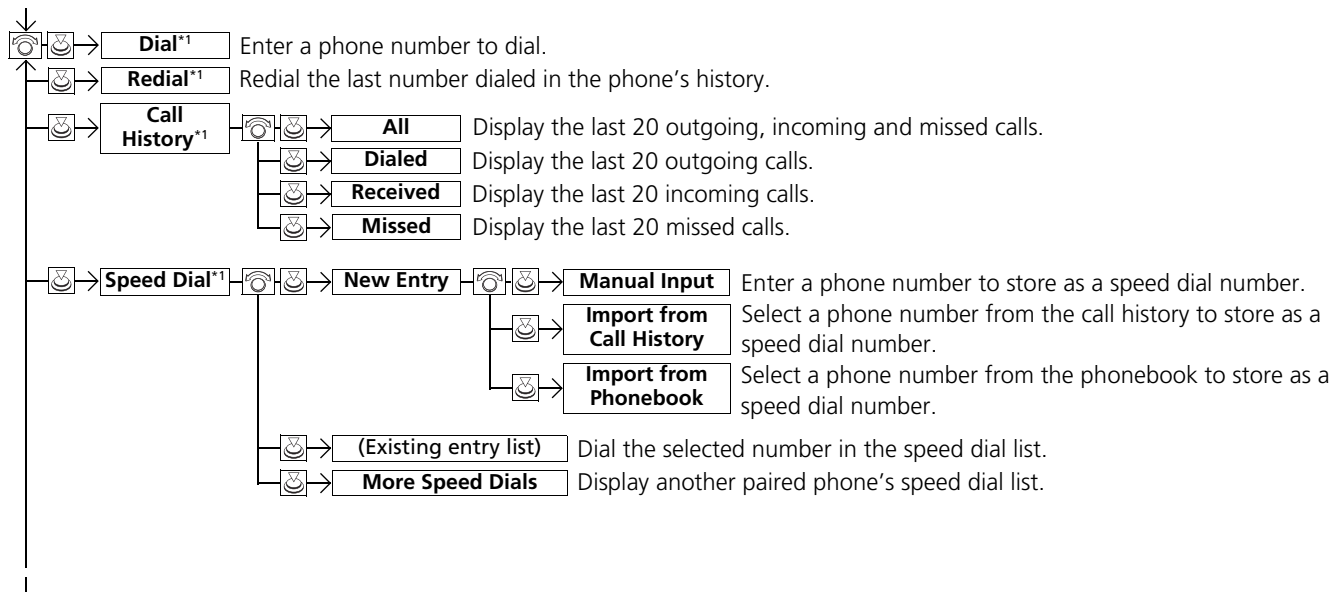 Dial*1 Enter a phone number to dial.
Redial*1 Redial the last number dialed in the phone's history.
Call
History*1
All Display the last 20 outgoing, incoming and missed calls.
Dialed Display the last 20 outgoing calls.
Received Display the last 20 incoming calls.
Missed Display the last 20 missed calls.
Speed Dial*1 New Entry Manual Input Enter a phone number to store as a speed dial number.
Import from
Call History
Select a phone number from the call history to store as a
speed dial number.
Import from
Phonebook
Select a phone number from the phonebook to store as a
speed dial number.
(Existing entry list) Dial the selected number in the speed dial list.
More Speed Dials Display another paired phone's speed dial list.